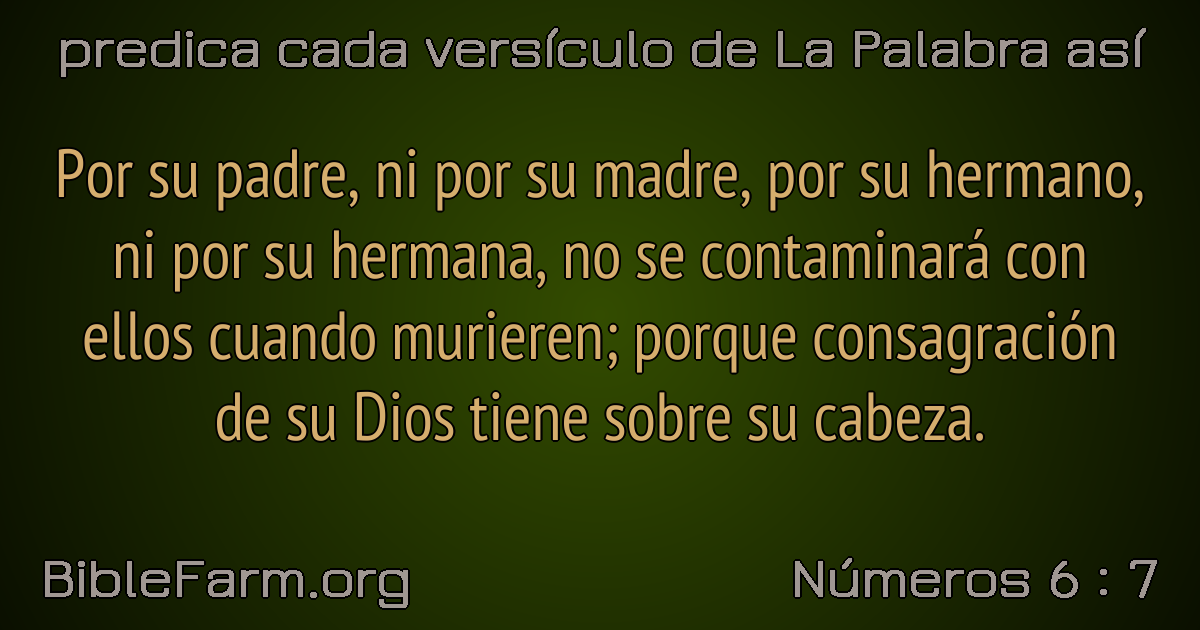 predica cada versículo de La Palabra así
Por su padre, ni por su madre, por su hermano,
ni por su hermana, no se contaminará con
ellos cuando murieren; porque consagración
de su Dios tiene sobre su cabeza.
BibleFarm.org
Números 6 : 7